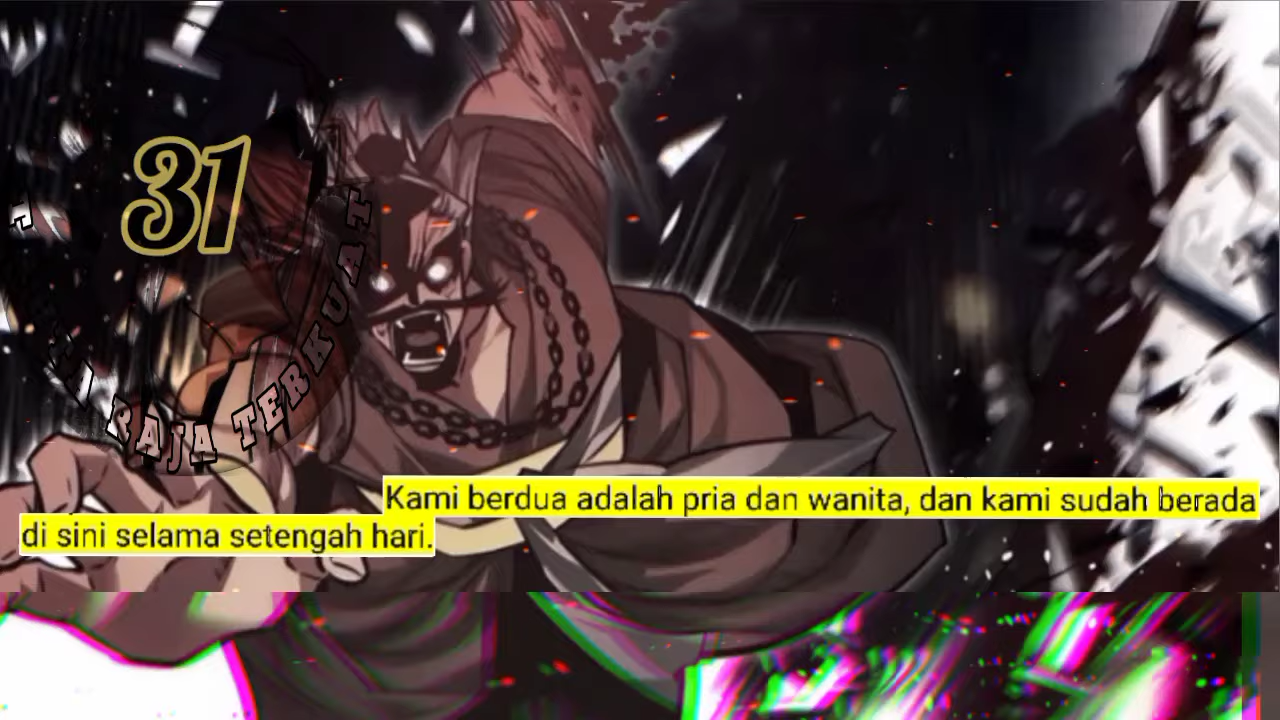 31
RAJA TERKUAT
Kami berdua adalah pria dan wanita, dan kami sudah berada
di sini selama setengah hari.